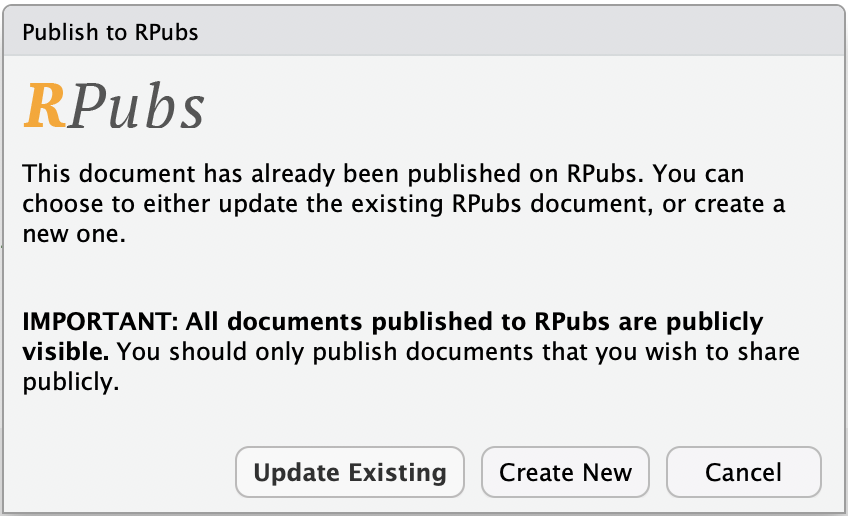 Publish to RPubs
RPubs
This document has already been published on RPubs. You can
choose to either update the existing RPubs document, or create a
new one.
IMPORTANT: All documents published to RPubs are publicly
visible. You should only publish documents that you wish to share
publicly.
Update Existing
Create New
Cancel